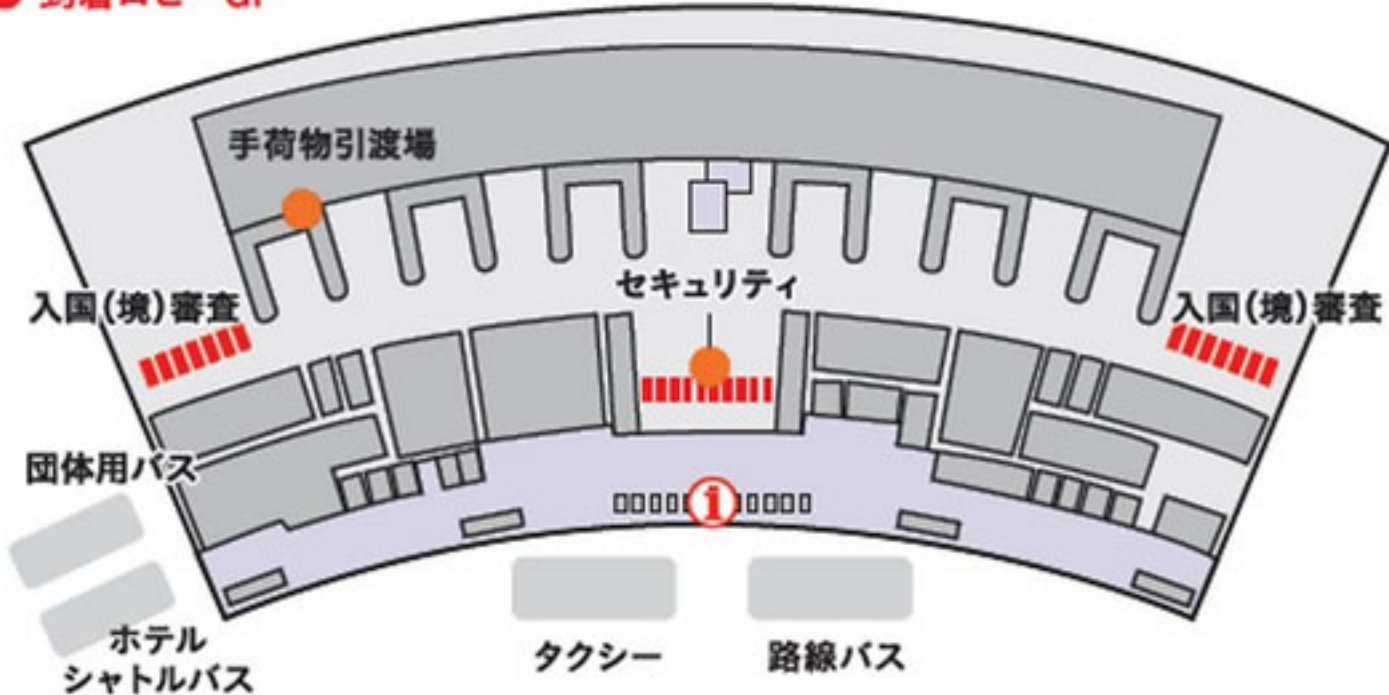 手荷物引渡場
セキュリティ
入国(境)審査
入国(境)審査
団体用バス
i
ホテル
シャトルバス
タクシー
路線バス